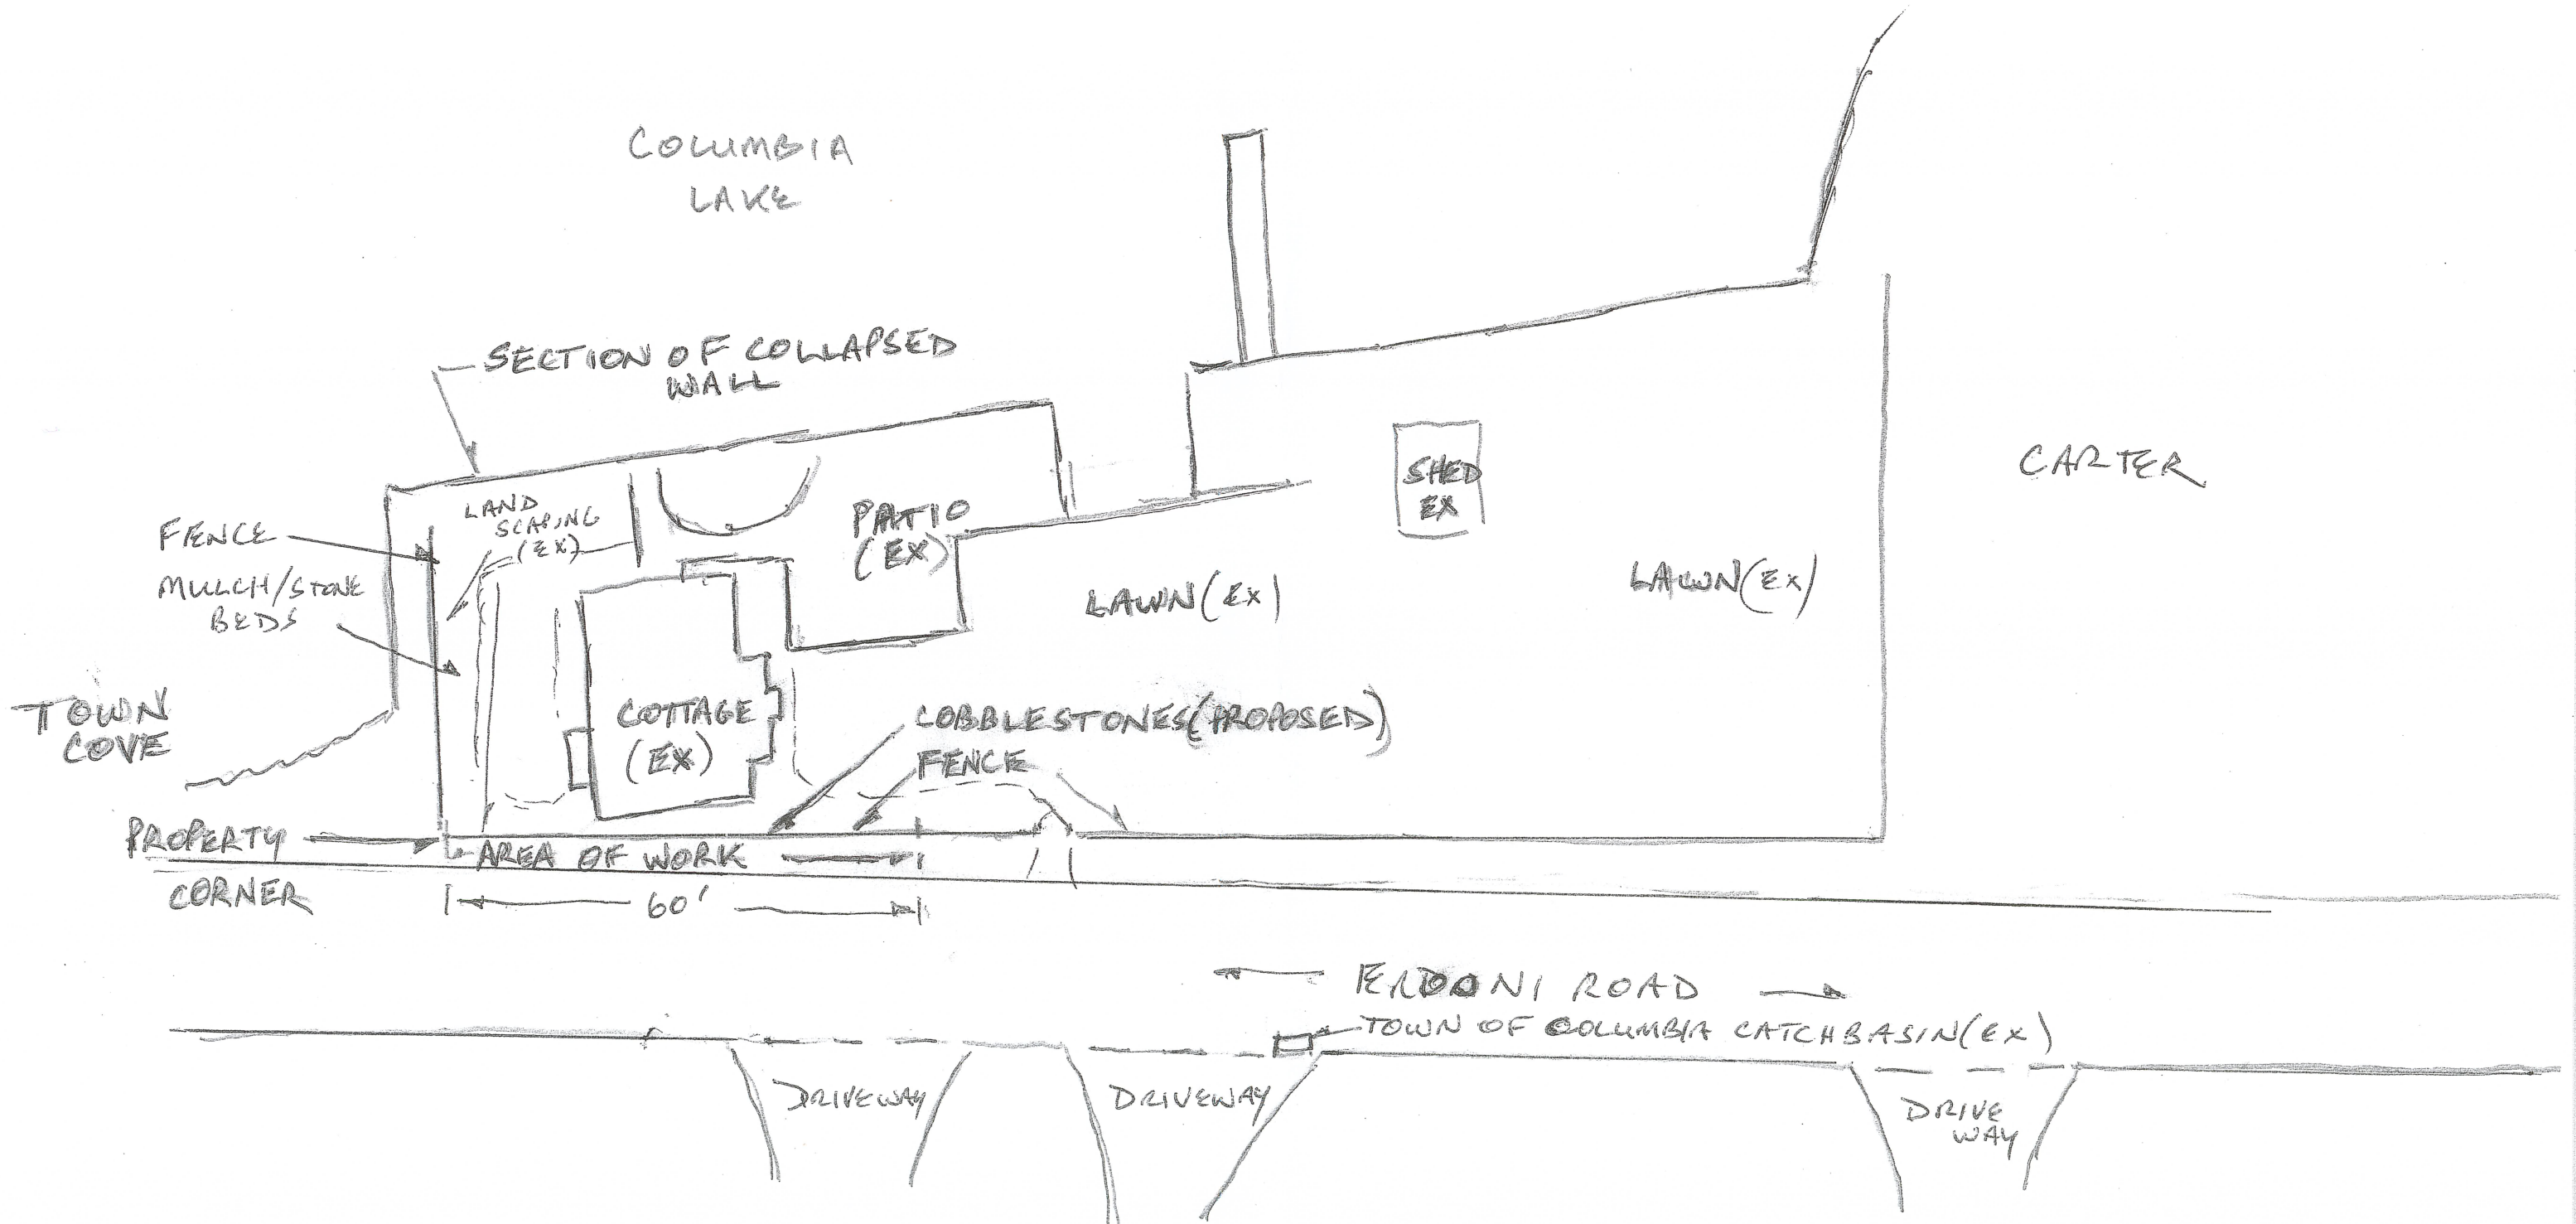 COLUMBIA
LAKE
SECTION OF COLLAPSED
WALL
LAND
SCAPING
(EX)
FENCE
MULCH/STONE
BEDS
PATIO
(EX)
SHED
EX
CARTER
LAWN (EX)
LAWN (EX)
TOWN
COVE
COTTAGE
(EX)
COBBLESTONES (PROPOSED)
FENCE
PROPERTY
CORNER
AREA OF WORK
60'
ERDONI ROAD
TOWN OF COLUMBIA CATCHBASIN (EX)
DRIVEWAY
DRIVEWAY
DRIVE
WAY